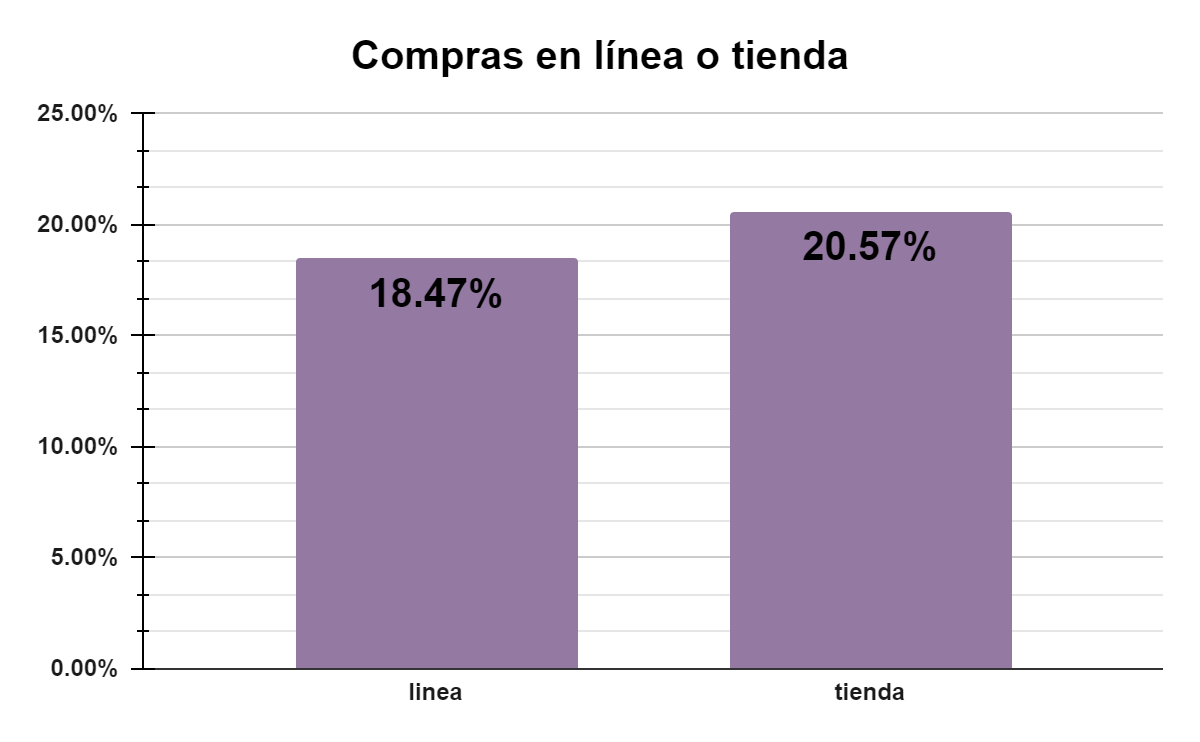 Compras en línea o tienda
25.00%
20.00%
15.00%
10.00%
5.00%
0.00%
18.47%
20.57%
linea
tienda